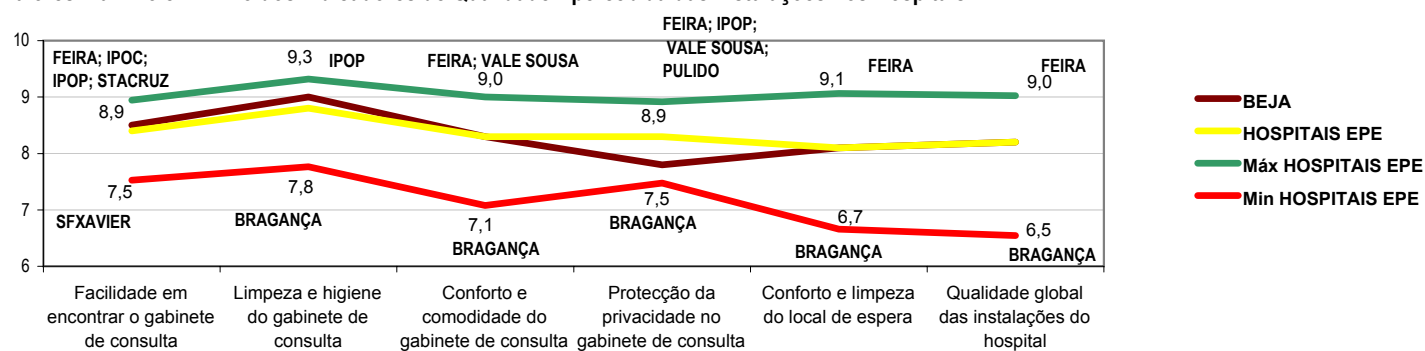 FEIRA; IPOP;
VALE SOUSA;
PULIDO
FEIRA; IPOC;
IPOP; STACRUZ
IPOP
FEIRA; VALE SOUSA
FEIRA
FEIRA
10
9
8
7
6
8,9
9,3
9,0
8,9
9,1
9,0
7,5
7,8
7,1
7,5
6,7
6,5
SFXAVIER
BRAGANÇA
BRAGANÇA
BRAGANÇA
BRAGANÇA
BRAGANÇA
Facilidade em
encontrar o gabinete
de consulta
Limpeza e higiene
do gabinete de
consulta
Conforto e
comodidade do
gabinete de consulta
Protecção da
privacidade no
gabinete de consulta
Conforto e limpeza
do local de espera
Qualidade global
das instalações do
hospital
BEJA
HOSPITAIS EPE
Máx HOSPITAIS EPE
Min HOSPITAIS EPE